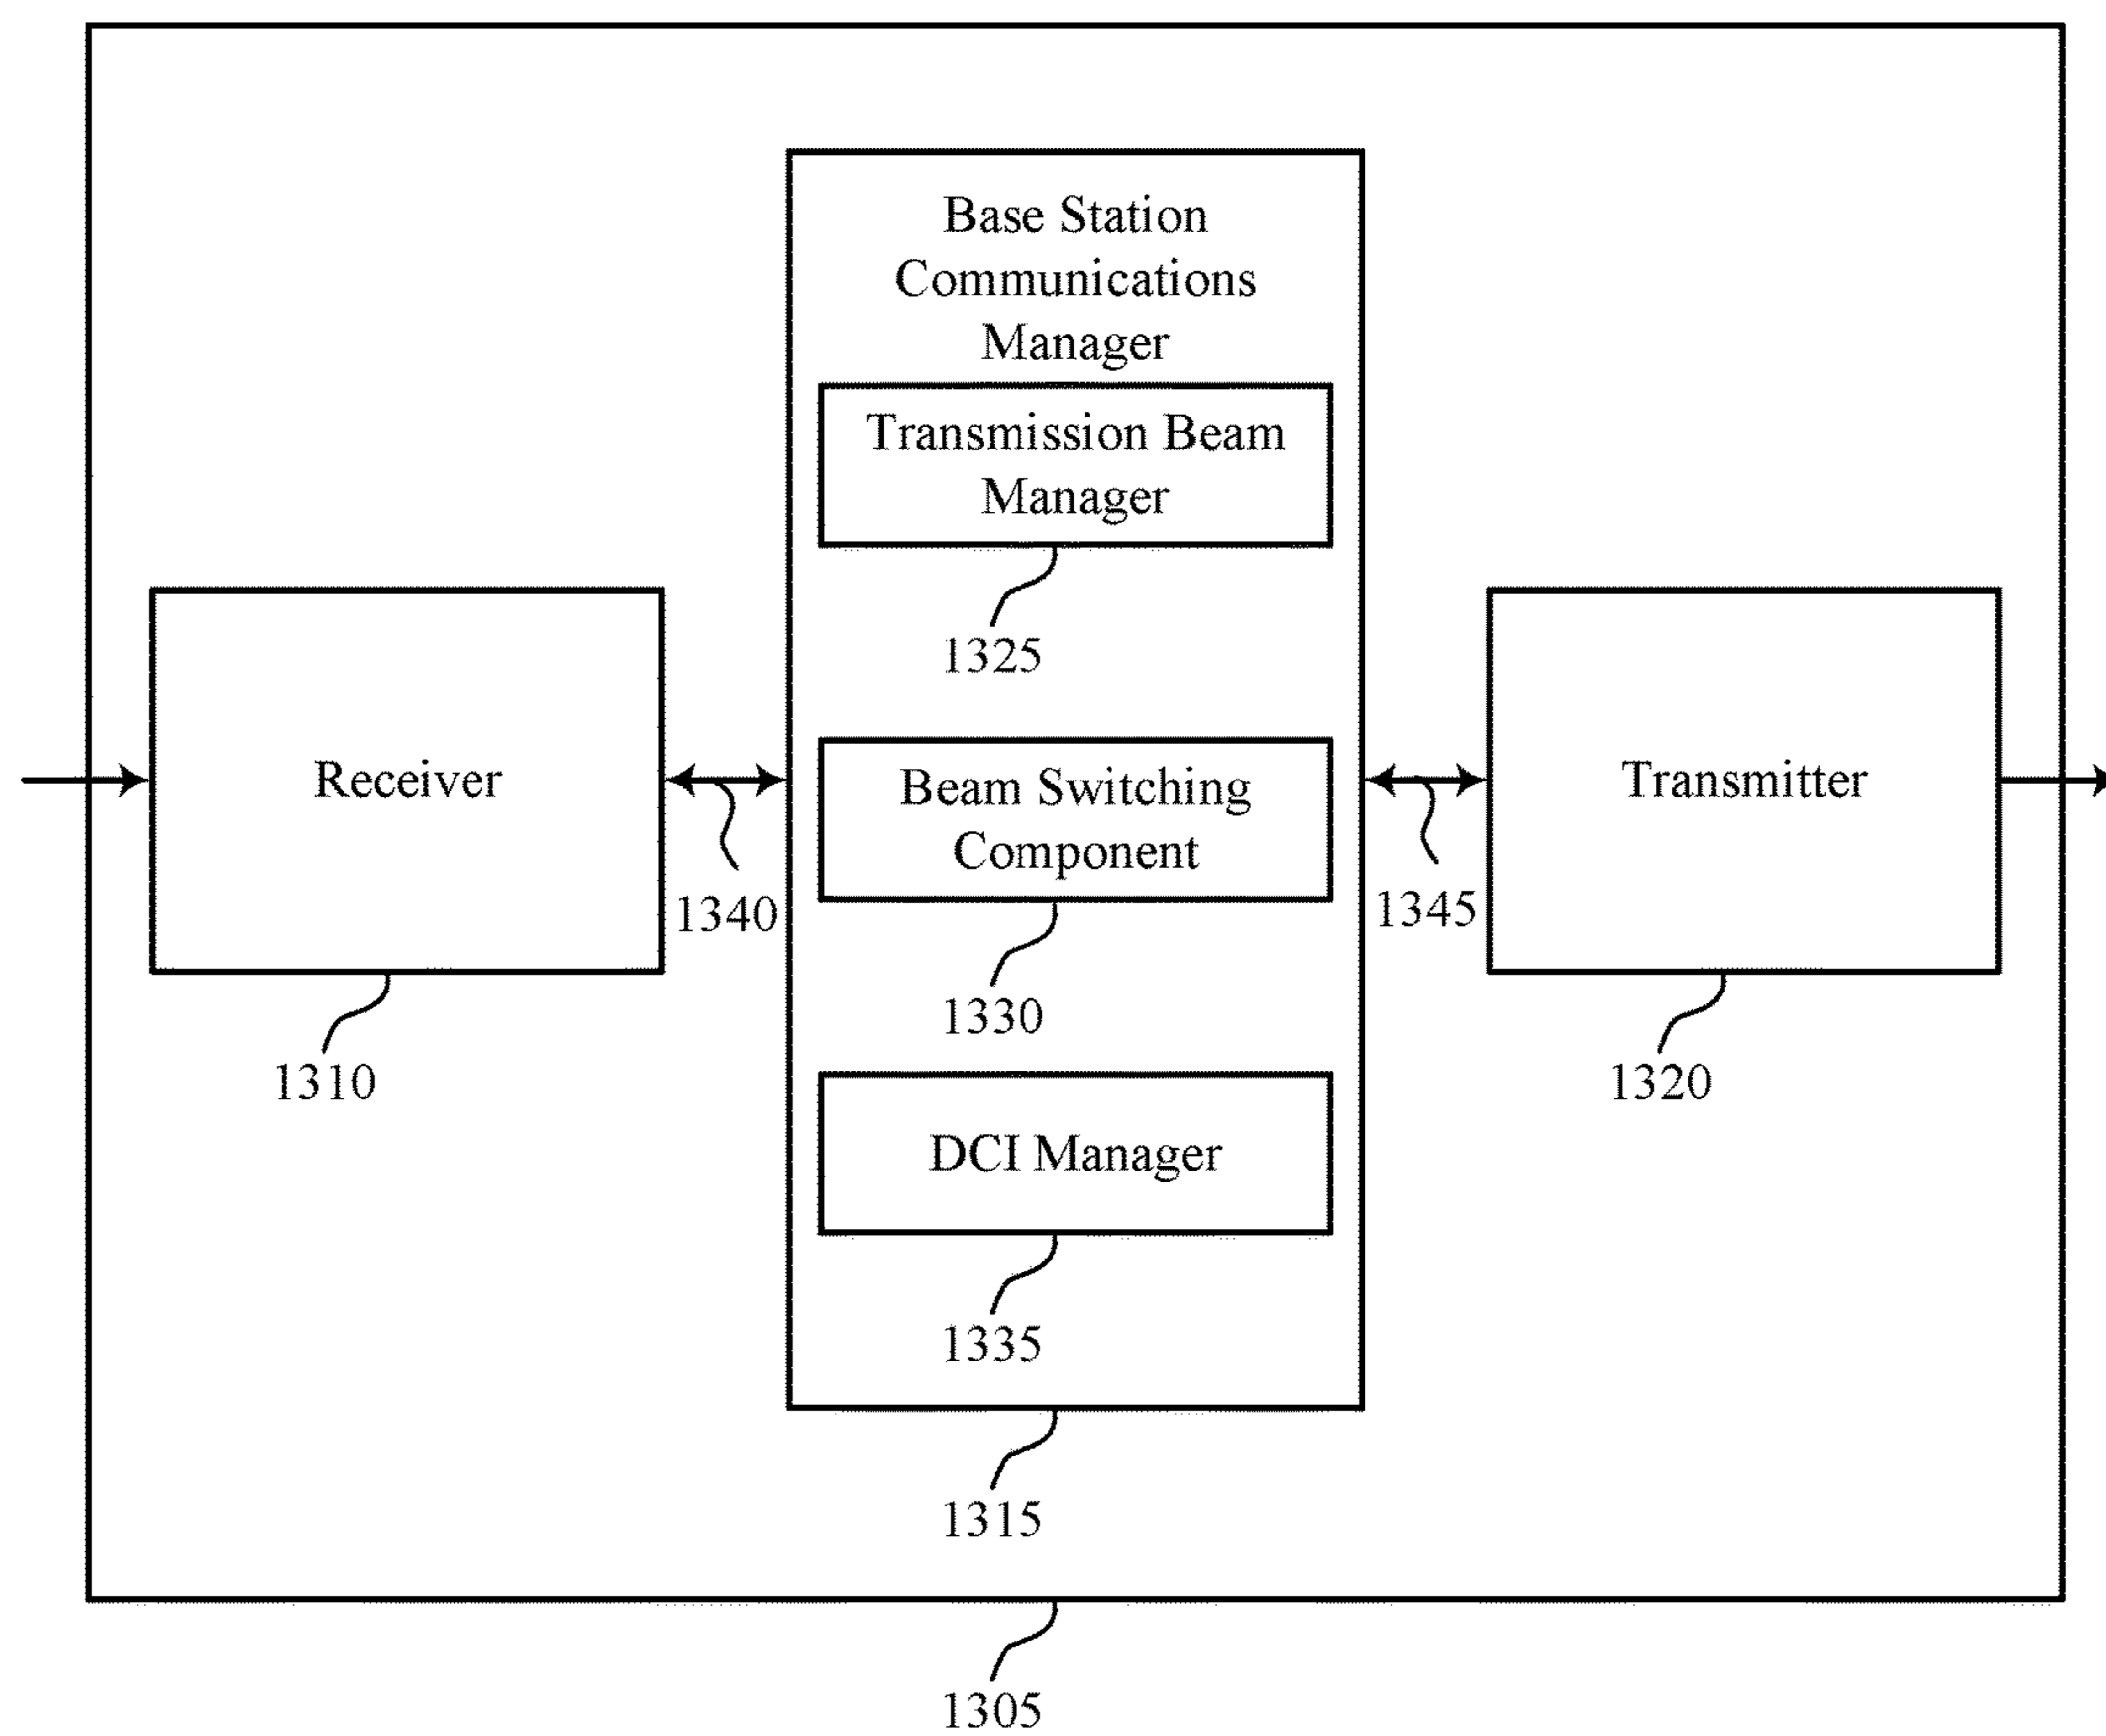 Base Station
Communications
Manager
Transmission Beam
Manager
1325
Receiver
Beam Switching
Component
Transmitter
1340
1345
1330
1310
1320
DCI Manager
1335
1315
1305